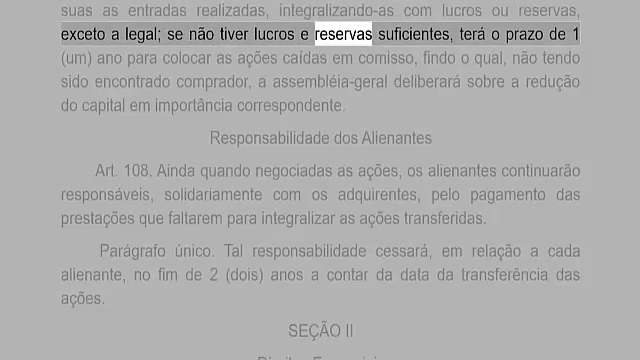 suas as entradas realizadas, integralizando-as com lucros ou reservas,
exceto a legal; se não tiver lucros e reservas suficientes, terá o prazo de 1
(um) ano para colocar as ações caídas em comisso, findo o qual, não tendo
sido encontrado comprador, a assembléia-geral deliberará sobre a redução
do capital em importância correspondente.
Responsabilidade dos Alienantes
Art. 108. Ainda quando negociadas as ações, os alienantes continuarão
responsáveis, solidariamente com os adquirentes, pelo pagamento das
prestações que faltarem para integralizar as ações transferidas.
Parágrafo único. Tal responsabilidade cessará, em relação a cada
alienante, no fim de 2 (dois) anos a contar da data da transferência das
ações.
SEÇÃO II